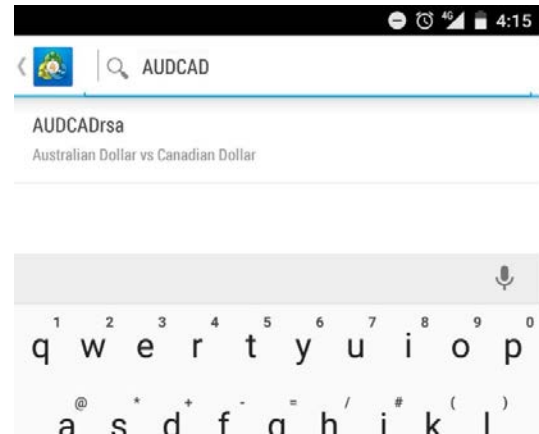 4G 4:15
AUDCAD
AUDCADrsa
Australian Dollar vs Canadian Dollar
1 2 3 4 5 6 7 8 9 0
q w e r t y u i o p
@ * + - = / # ( )
a s d f g h j k l